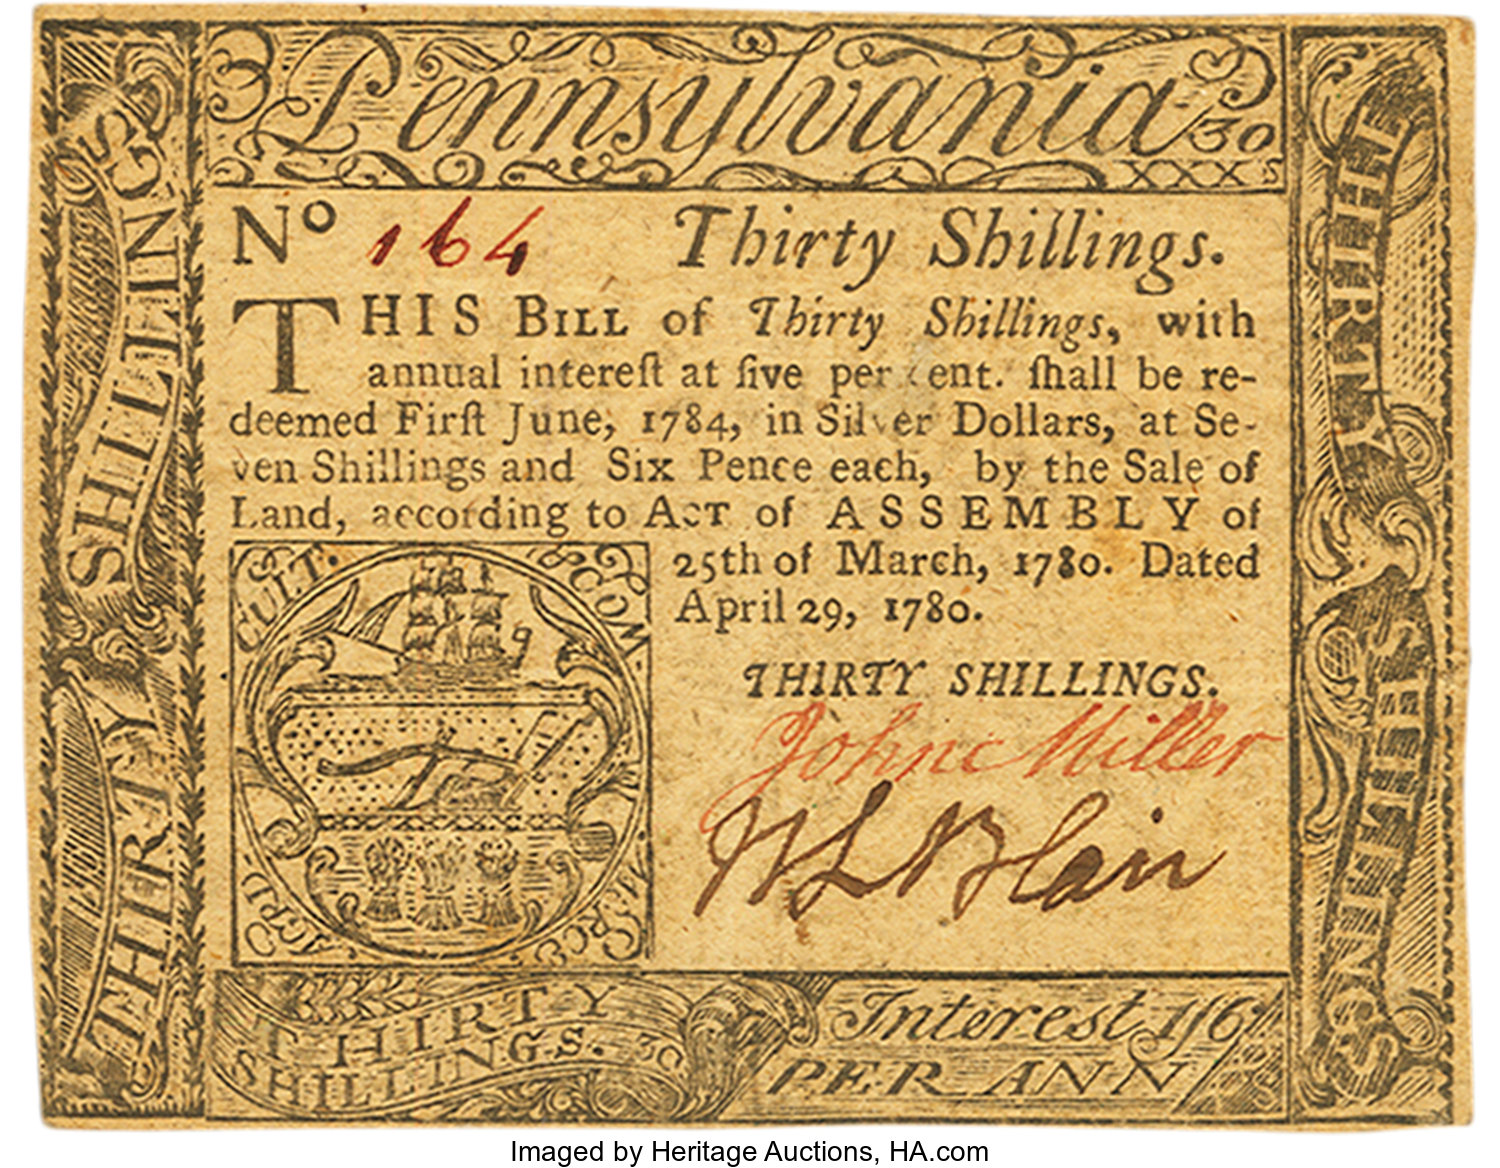 Pennsylvania
30
XXX s
THIRTY SHILLINGS
THIRTY SHILLINGS
No 164 Thirty Shillings.
THIS BILL of Thirty Shillings, with
annual intereſt at five per cent. ſhall be re-
deemed Firſt June, 1784, in Silver Dollars, at Se-
ven Shillings and Six Pence each, by the Sale of
Land, according to ACT of ASSEMBLY of
25th of March, 1780. Dated
April 29, 1780.
CULT.
COM
THIRTY SHILLINGS.
John Miller
Wm Blair
THIRTY
SHILLINGS. 30
Interest 1/6
PER ANN
Imaged by Heritage Auctions, HA.com